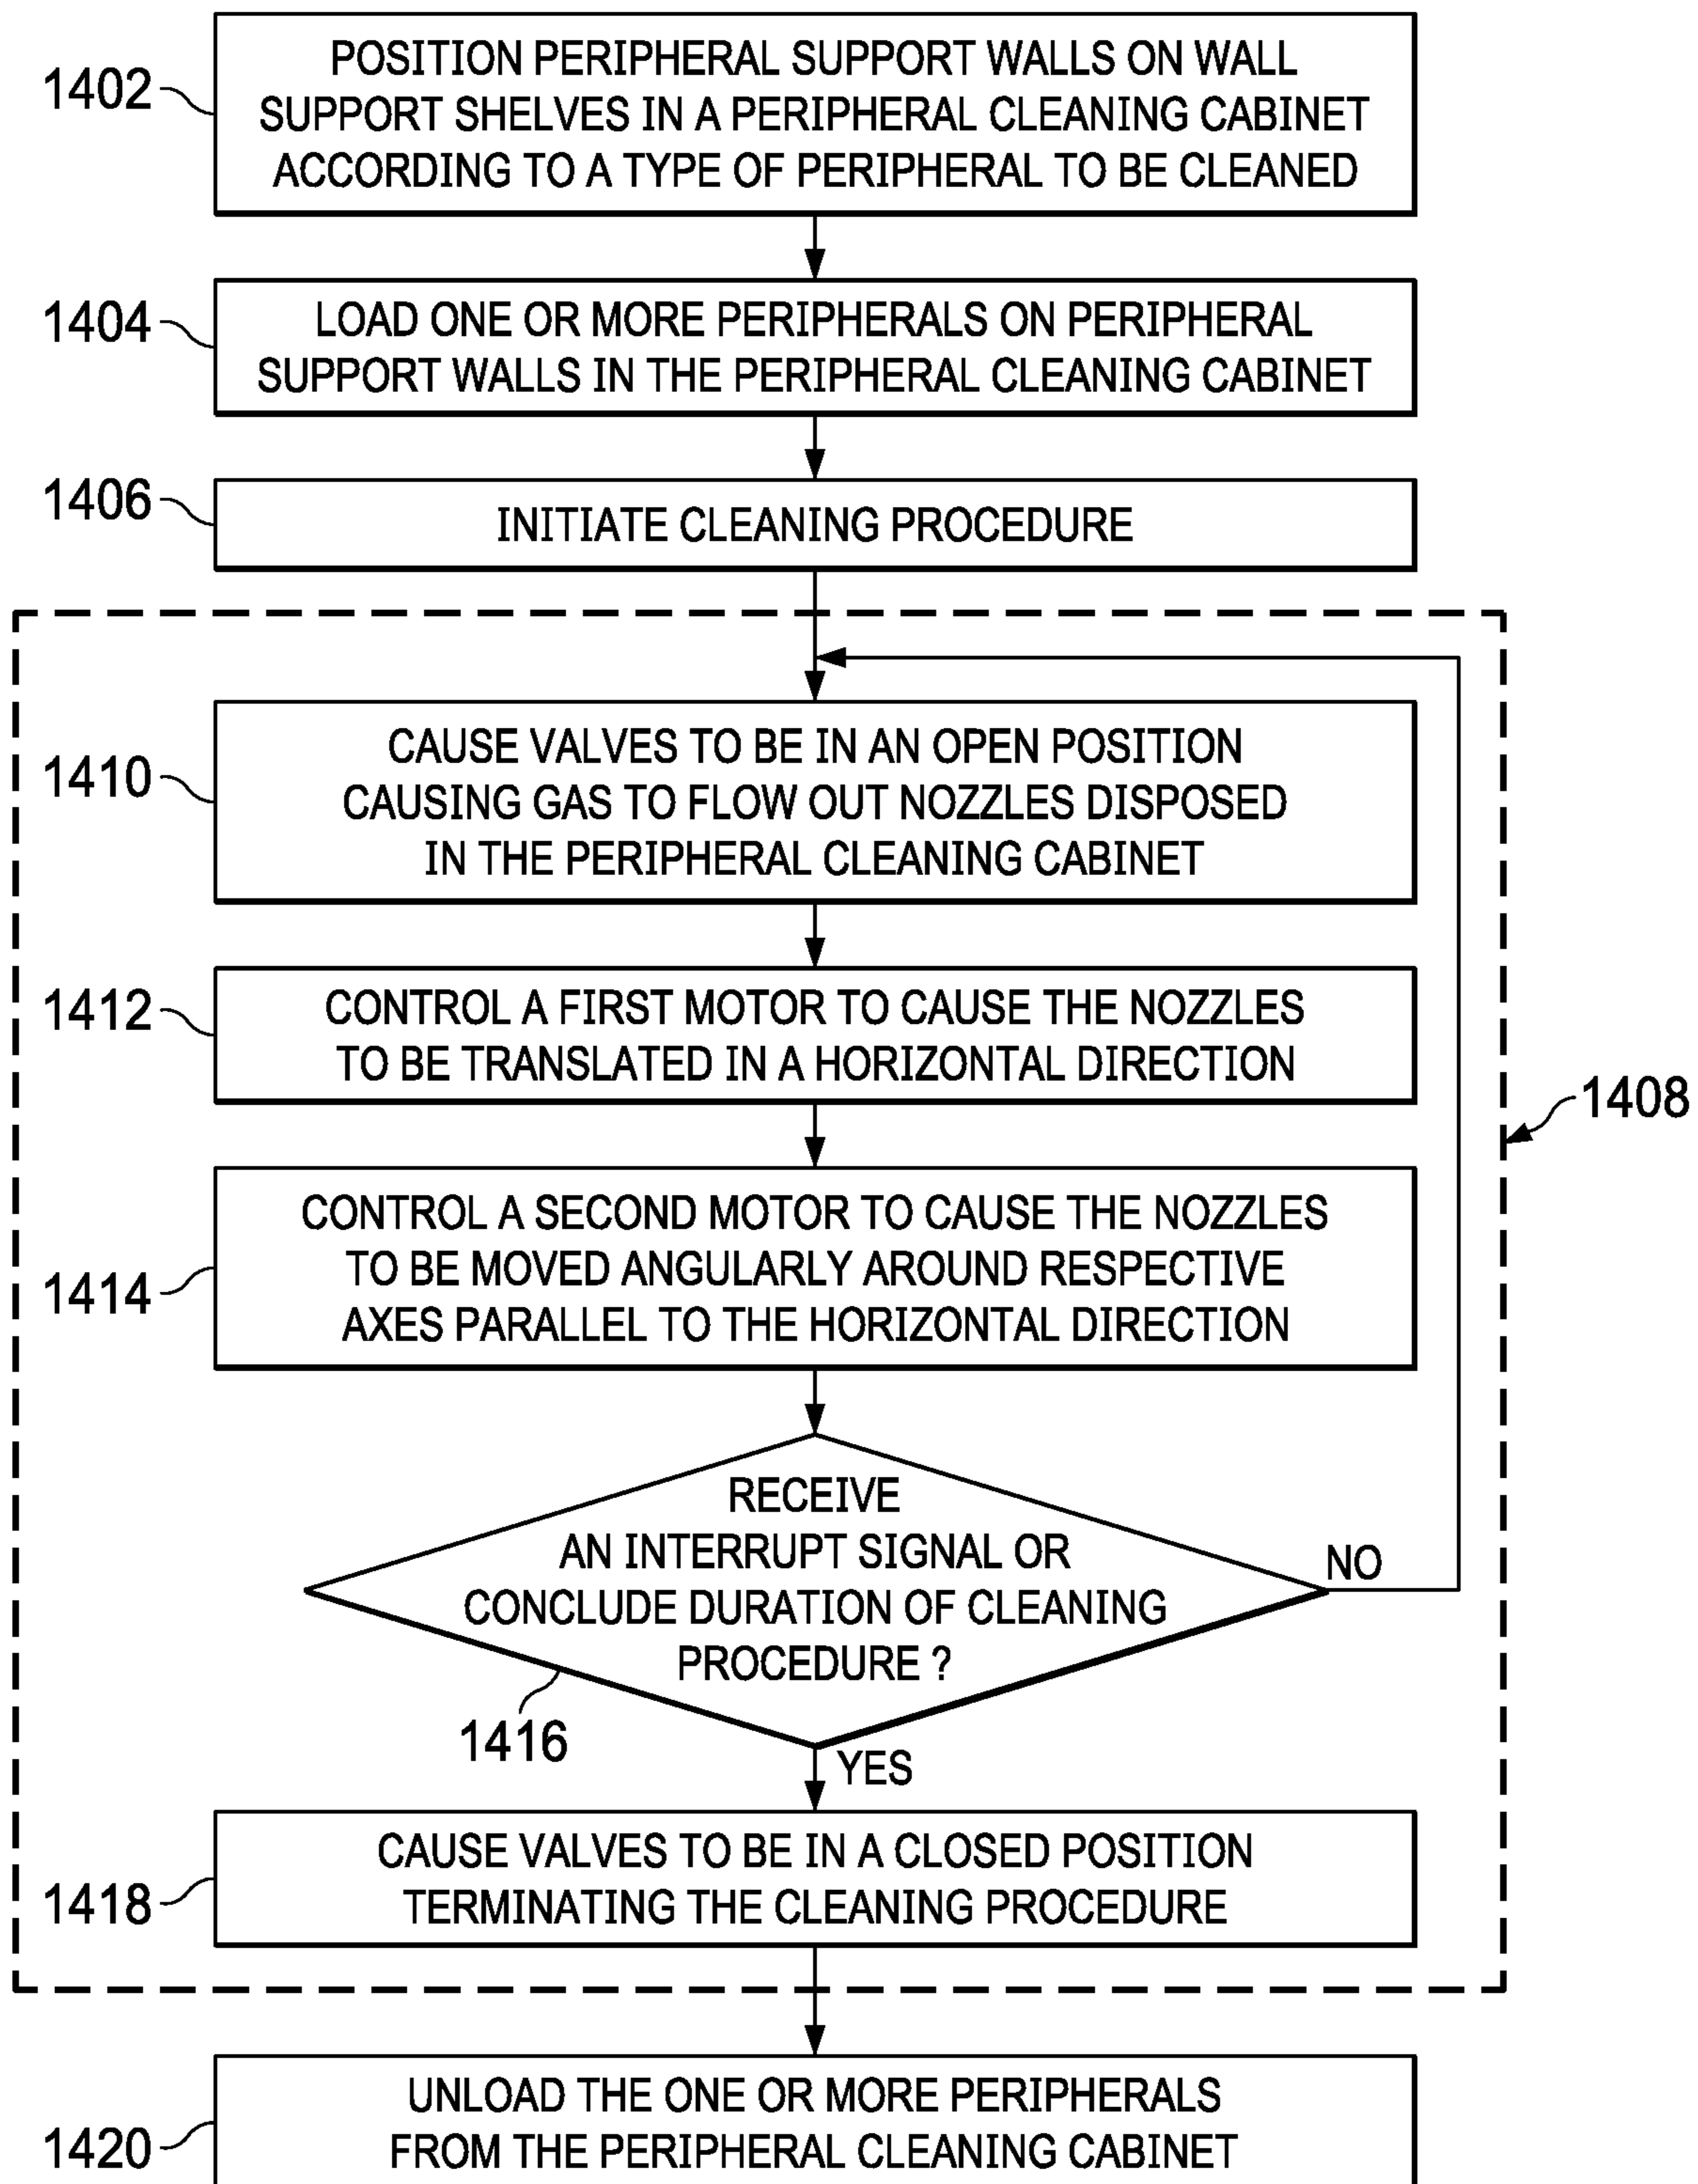 1402
POSITION PERIPHERAL SUPPORT WALLS ON WALL
SUPPORT SHELVES IN A PERIPHERAL CLEANING CABINET
ACCORDING TO A TYPE OF PERIPHERAL TO BE CLEANED
1404
LOAD ONE OR MORE PERIPHERALS ON PERIPHERAL
SUPPORT WALLS IN THE PERIPHERAL CLEANING CABINET
1406
INITIATE CLEANING PROCEDURE
1410
CAUSE VALVES TO BE IN AN OPEN POSITION
CAUSING GAS TO FLOW OUT NOZZLES DISPOSED
IN THE PERIPHERAL CLEANING CABINET
1412
CONTROL A FIRST MOTOR TO CAUSE THE NOZZLES
TO BE TRANSLATED IN A HORIZONTAL DIRECTION
1408
1414
CONTROL A SECOND MOTOR TO CAUSE THE NOZZLES
TO BE MOVED ANGULARLY AROUND RESPECTIVE
AXES PARALLEL TO THE HORIZONTAL DIRECTION
RECEIVE
AN INTERRUPT SIGNAL OR
CONCLUDE DURATION OF CLEANING
PROCEDURE ?
NO
1416
YES
1418
CAUSE VALVES TO BE IN A CLOSED POSITION
TERMINATING THE CLEANING PROCEDURE
1420
UNLOAD THE ONE OR MORE PERIPHERALS
FROM THE PERIPHERAL CLEANING CABINET